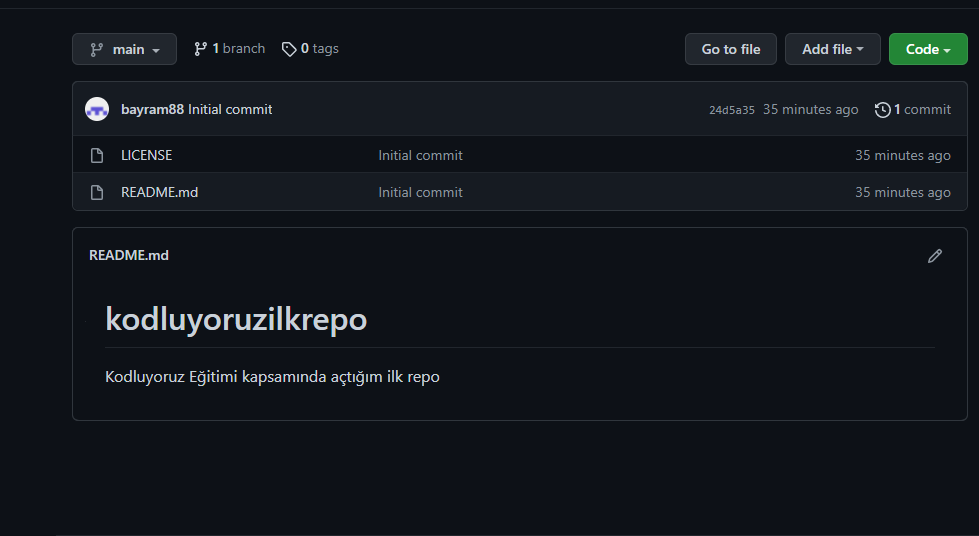 main 1 branch 0 tags Go to file Add file Code
bayram88 Initial commit 24d5a35 35 minutes ago 1 commit
LICENSE Initial commit 35 minutes ago
README.md Initial commit 35 minutes ago
README.md
kodluyoruzilkrepo
Kodluyoruz Eğitimi kapsamında açtığım ilk repo